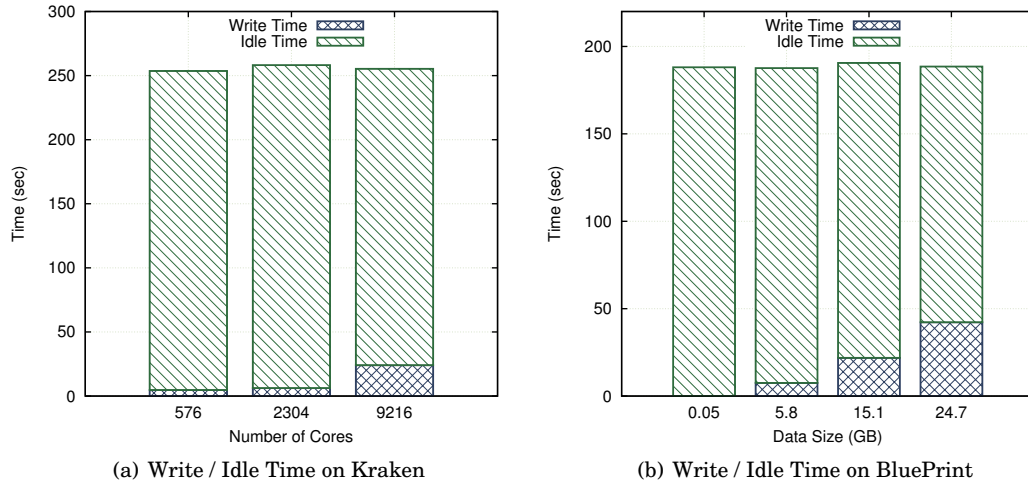 300
250
200
150
100
50
0
Time (sec)
Write Time
Idle Time
576 2304 9216
Number of Cores
(a) Write / Idle Time on Kraken
200
150
100
50
0
Time (sec)
Write Time
Idle Time
0.05 5.8 15.1 24.7
Data Size (GB)
(b) Write / Idle Time on BluePrint